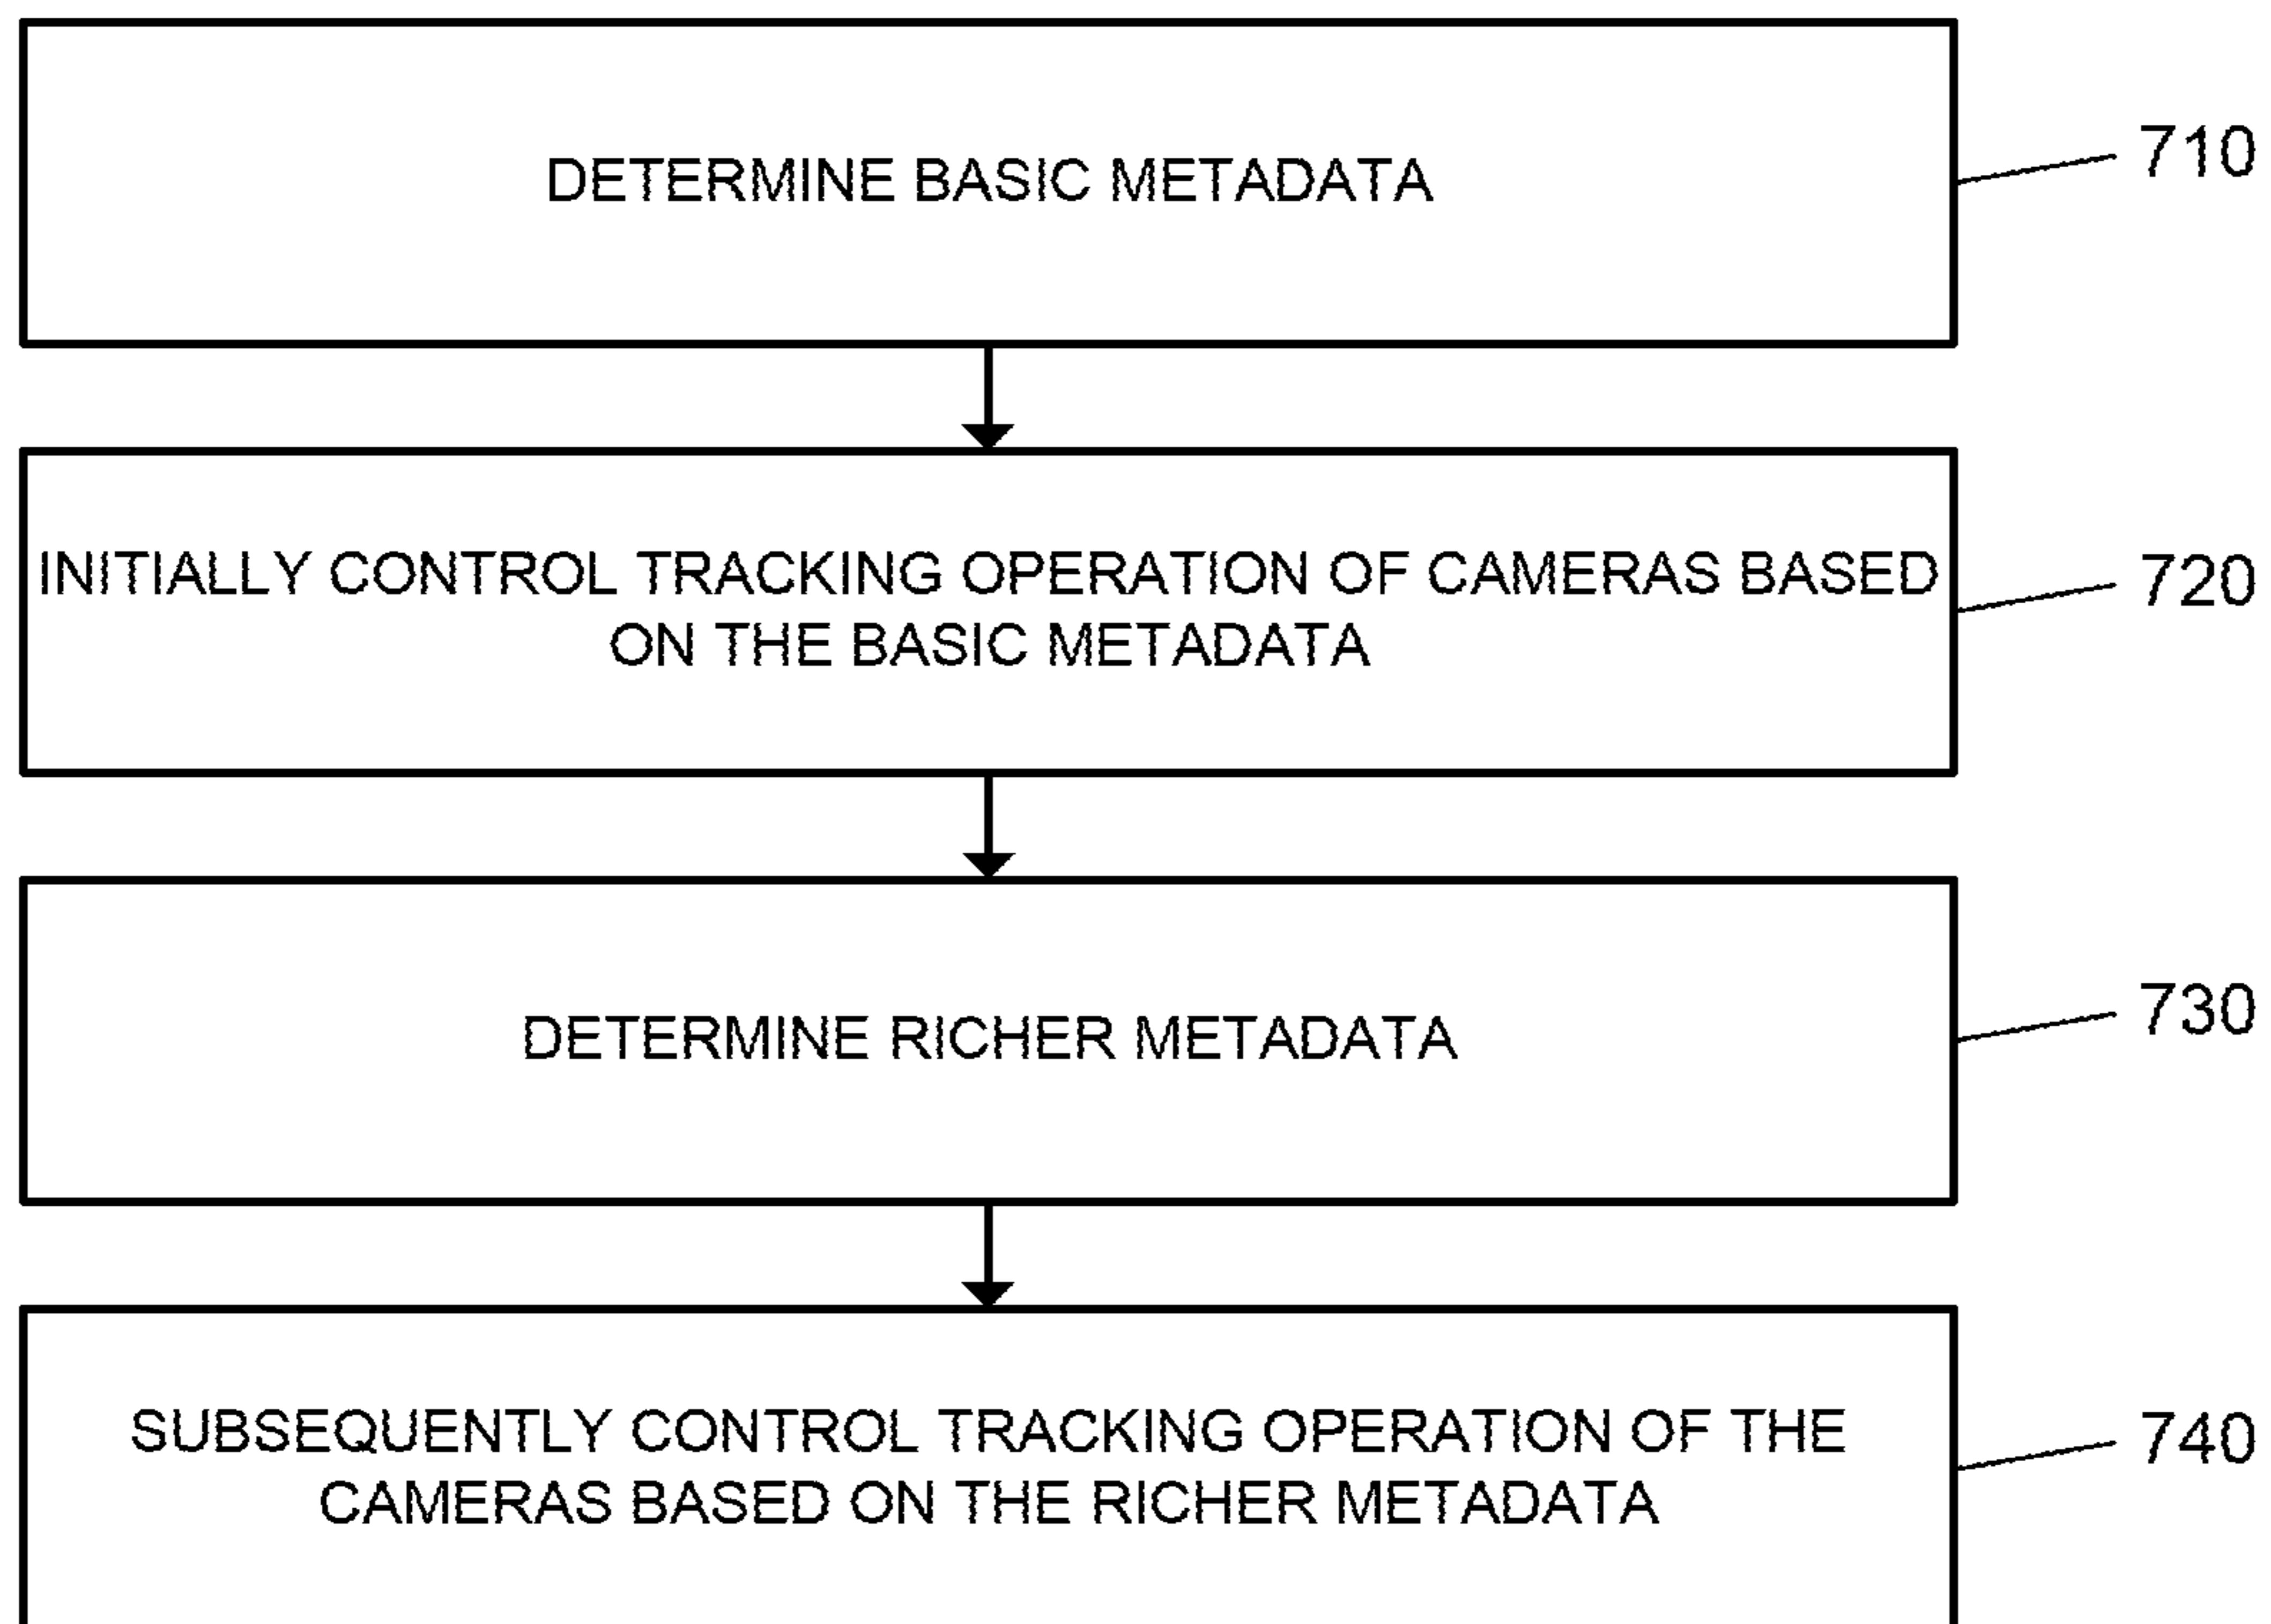 DETERMINE BASIC METADATA
710
INITIALLY CONTROL TRACKING OPERATION OF CAMERAS BASED
ON THE BASIC METADATA
720
DETERMINE RICHER METADATA
730
SUBSEQUENTLY CONTROL TRACKING OPERATION OF THE
CAMERAS BASED ON THE RICHER METADATA
740